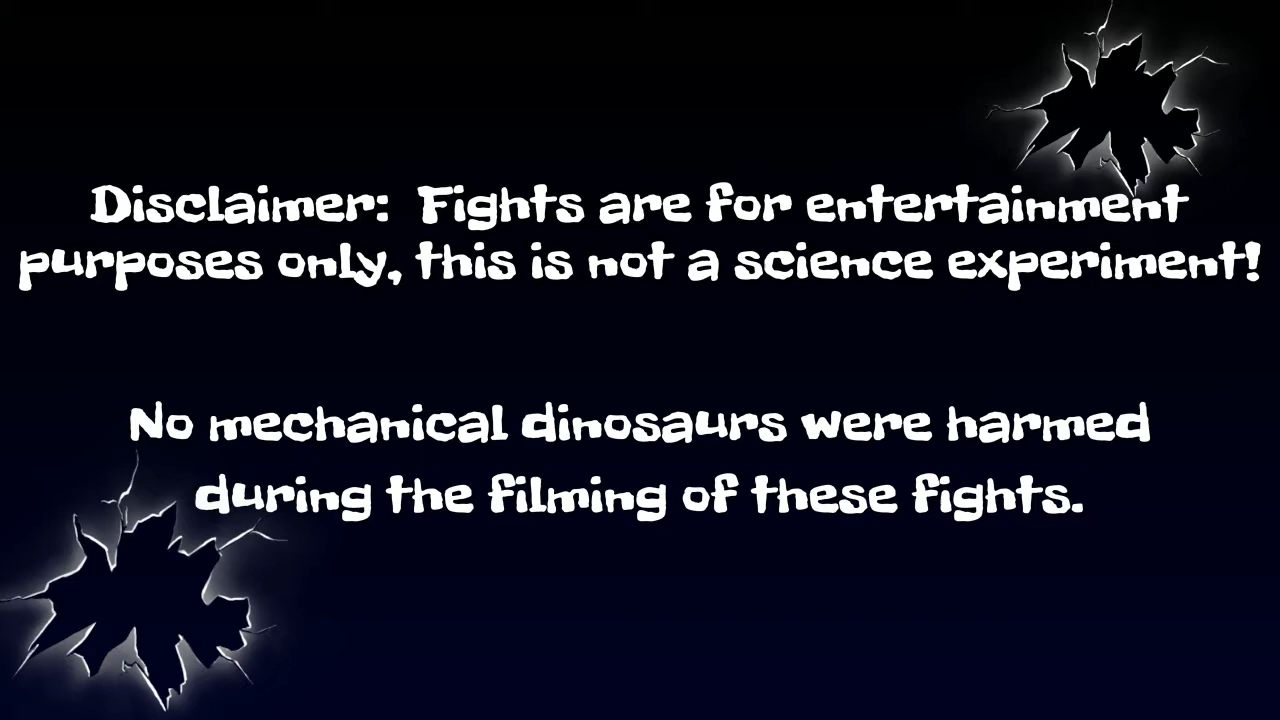 Disclaimer:  Fights are for entertainment
purposes only, this is not a science experiment!
No mechanical dinosaurs were harmed
during the filming of these fights.